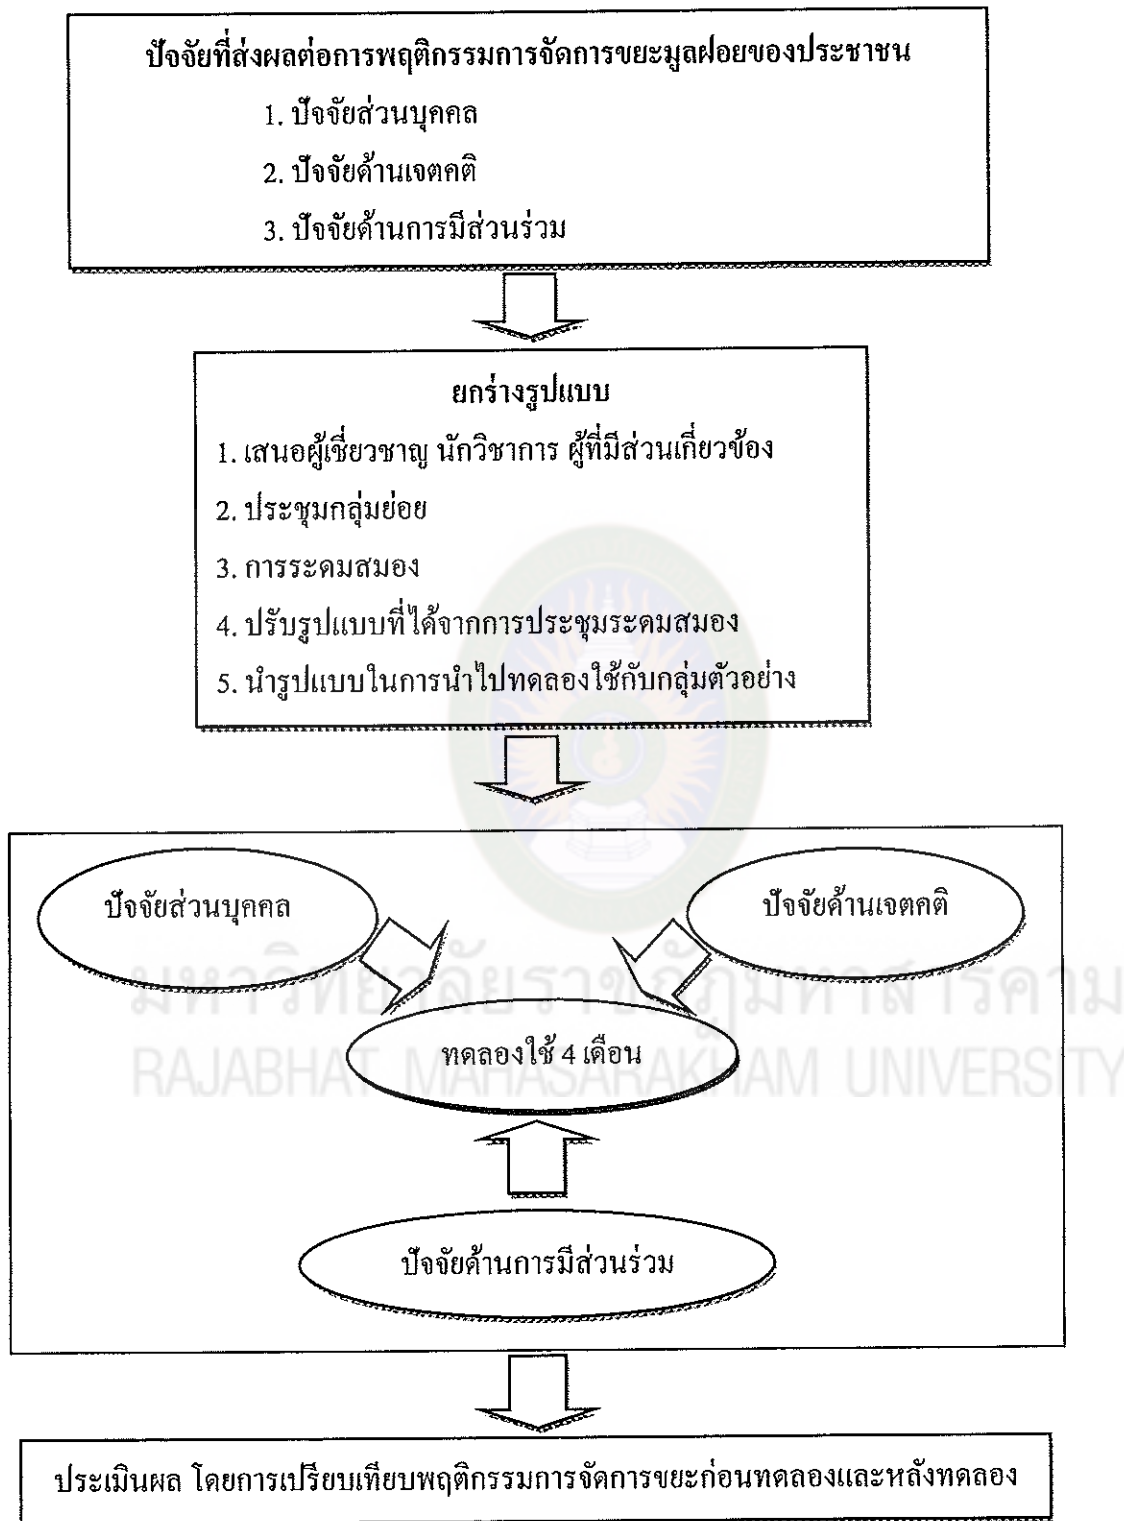 ปัจจัยที่ส่งผลต่อการพฤติกรรมการจัดการขยะมูลฝอยของประชาชน
1. ปัจจัยส่วนบุคคล
2. ปัจจัยด้านเจตคติ
3. ปัจจัยด้านการมีส่วนร่วม
ยกร่างรูปแบบ
1. เสนอผู้เชี่ยวชาญ นักวิชาการ ผู้ที่มีส่วนเกี่ยวข้อง
2. ประชุมกลุ่มย่อย
3. การระดมสมอง
4. ปรับรูปแบบที่ได้จากการประชุมระดมสมอง
5. นำรูปแบบในการนำไปทดลองใช้กับกลุ่มตัวอย่าง
ปัจจัยส่วนบุคคล
ปัจจัยด้านเจตคติ
มหาวิทยาลัยราชภัฏมหาสารคาม
ทดลองใช้ 4 เดือน
RAJABHAT MAHASARAKHAM UNIVERSITY
ปัจจัยด้านการมีส่วนร่วม
ประเมินผล โดยการเปรียบเทียบพฤติกรรมการจัดการขยะก่อนทดลองและหลังทดลอง